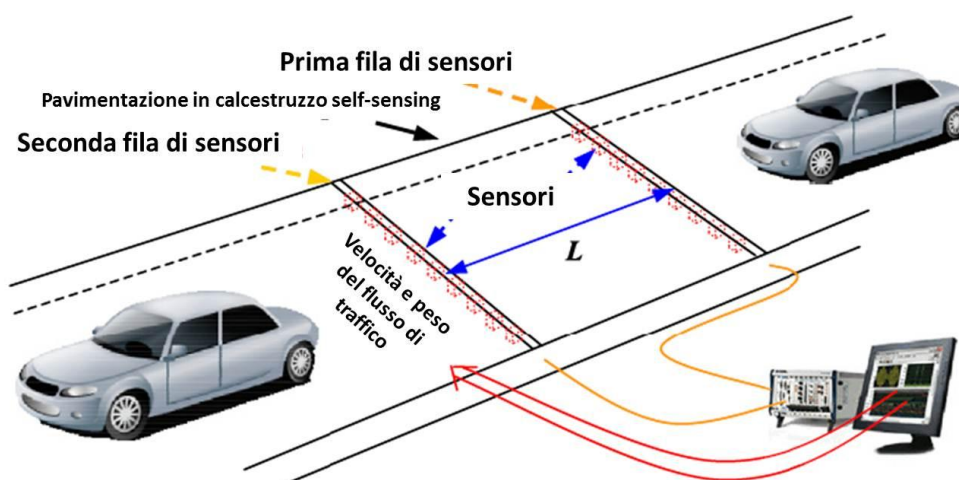 Prima fila di sensori
Pavimentazione in calcestruzzo self-sensing
Seconda fila di sensori
Sensori
L
Velocità e peso
del flusso di
traffico